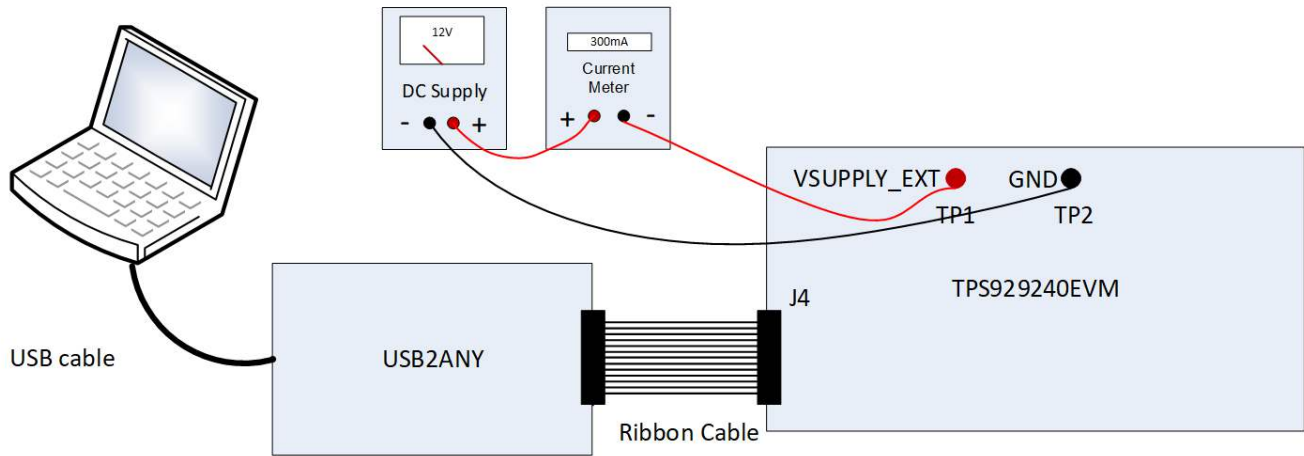 12V
DC Supply
- +
300mA
Current
Meter
+ -
VSUPPLY_EXT GND
TP1 TP2
J4
TPS929240EVM
USB cable
USB2ANY
Ribbon Cable